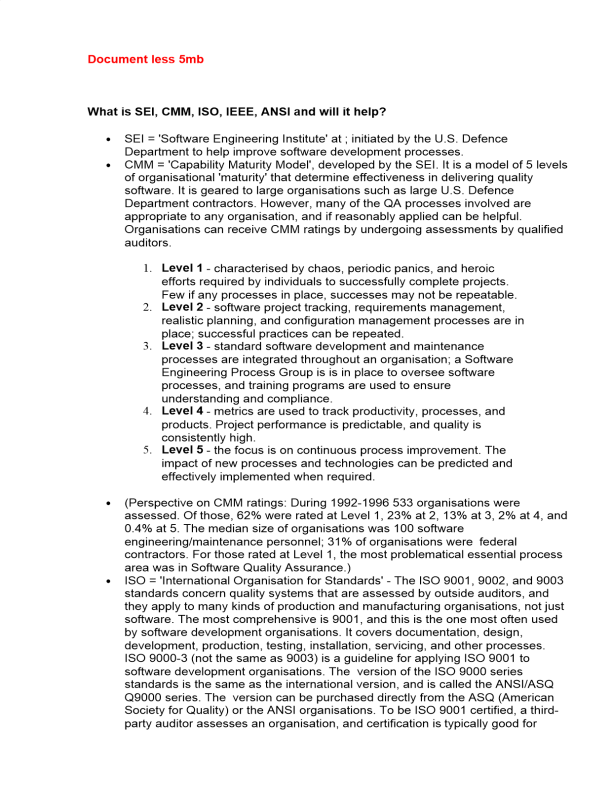 Document less 5mb
What is SEI, CMM, ISO, IEEE, ANSI and will it help?
• SEI = 'Software Engineering Institute' at ; initiated by the U.S. Defence
Department to help improve software development processes.
• CMM = 'Capability Maturity Model', developed by the SEI. It is a model of 5 levels
of organisational 'maturity' that determine effectiveness in delivering quality
software. It is geared to large organisations such as large U.S. Defence
Department contractors. However, many of the QA processes involved are
appropriate to any organisation, and if reasonably applied can be helpful.
Organisations can receive CMM ratings by undergoing assessments by qualified
auditors.
1. Level 1 - characterised by chaos, periodic panics, and heroic
efforts required by individuals to successfully complete projects.
Few if any processes in place, successes may not be repeatable.
2. Level 2 - software project tracking, requirements management,
realistic planning, and configuration management processes are in
place; successful practices can be repeated.
3. Level 3 - standard software development and maintenance
processes are integrated throughout an organisation; a Software
Engineering Process Group is is in place to oversee software
processes, and training programs are used to ensure
understanding and compliance.
4. Level 4 - metrics are used to track productivity, processes, and
products. Project performance is predictable, and quality is
consistently high.
5. Level 5 - the focus is on continuous process improvement. The
impact of new processes and technologies can be predicted and
effectively implemented when required.
• (Perspective on CMM ratings: During 1992-1996 533 organisations were
assessed. Of those, 62% were rated at Level 1, 23% at 2, 13% at 3, 2% at 4, and
0.4% at 5. The median size of organisations was 100 software
engineering/maintenance personnel; 31% of organisations were federal
contractors. For those rated at Level 1, the most problematical essential process
area was in Software Quality Assurance.)
• ISO = 'International Organisation for Standards' - The ISO 9001, 9002, and 9003
standards concern quality systems that are assessed by outside auditors, and
they apply to many kinds of production and manufacturing organisations, not just
software. The most comprehensive is 9001, and this is the one most often used
by software development organisations. It covers documentation, design,
development, production, testing, installation, servicing, and other processes.
ISO 9000-3 (not the same as 9003) is a guideline for applying ISO 9001 to
software development organisations. The version of the ISO 9000 series
standards is the same as the international version, and is called the ANSI/ASQ
Q9000 series. The version can be purchased directly from the ASQ (American
Society for Quality) or the ANSI organisations. To be ISO 9001 certified, a third-
party auditor assesses an organisation, and certification is typically good for